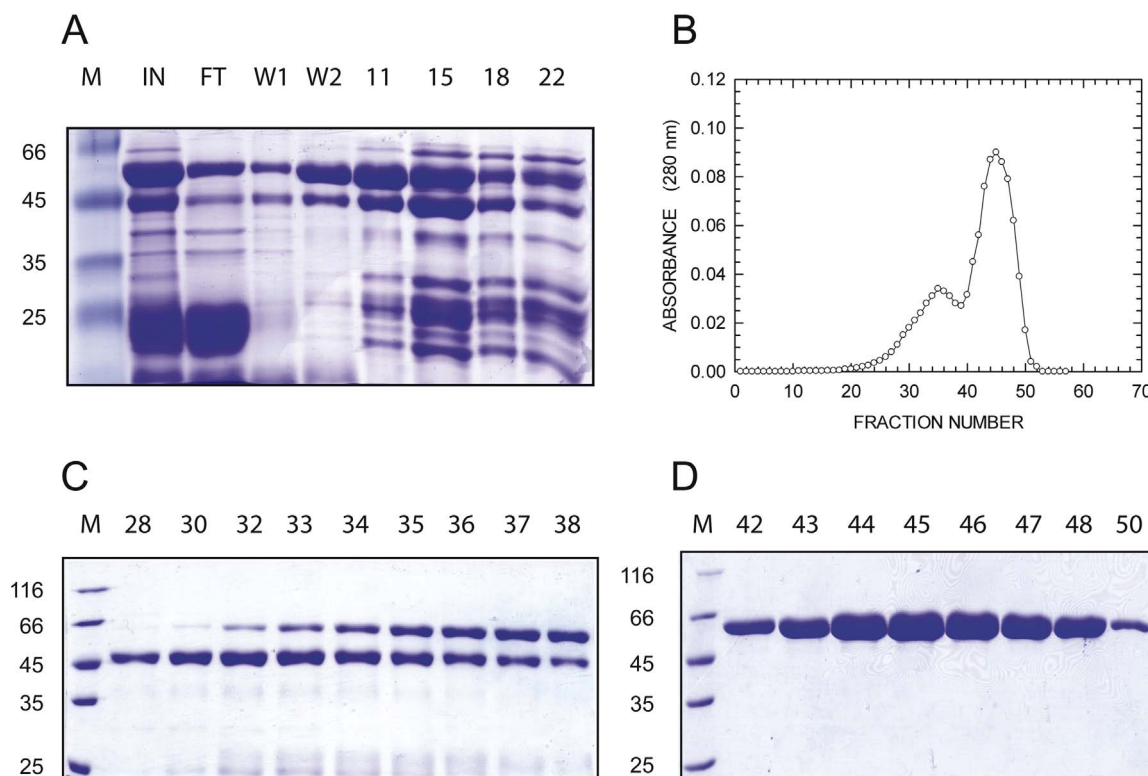 A
M IN FT W1 W2 11 15 18 22
66
45
35
25
B
0.12
0.10
0.08
0.06
0.04
0.02
0.00
ABSORBANCE (280 nm)
0 10 20 30 40 50 60 70
FRACTION NUMBER
C
M 28 30 32 33 34 35 36 37 38
116
66
45
35
25
D
M 42 43 44 45 46 47 48 50
116
66
45
35
25